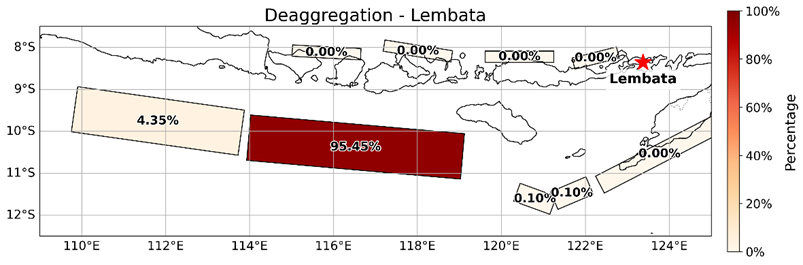 Deaggregation - Lembata
100%
8°S
0.00%
0.00%
0.00%
0.00%
Lembata
80%
9°S
4.35%
60%
10°S
95.45%
0.00%
40%
11°S
0.10%
0.10%
20%
12°S
0%
110°E
112°E
114°E
116°E
118°E
120°E
122°E
124°E
Percentage